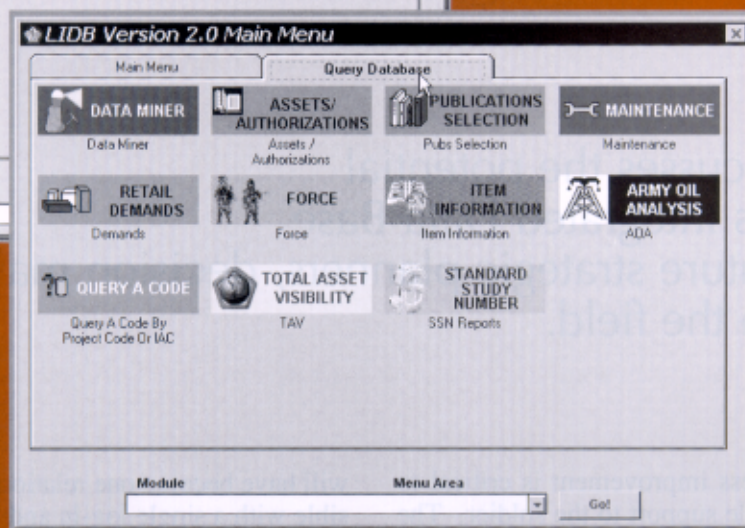 LIDB Version 2.0 Main Menu
Main Menu
Query Database
DATA MINER
ASSETS/
AUTHORIZATIONS
PUBLICATIONS
SELECTION
MAINTENANCE
Data Miner
Assets /
Authorizations
Pubs Selection
Maintenance
RETAIL
DEMANDS
FORCE
ITEM
INFORMATION
ARMY OIL
ANALYSIS
Demands
Force
Item Information
AOA
QUERY A CODE
TOTAL ASSET
VISIBILITY
STANDARD
STUDY
NUMBER
Query A Code By
Project Code Or IAC
TAV
SSN Reports
Module
Menu Area
Go!